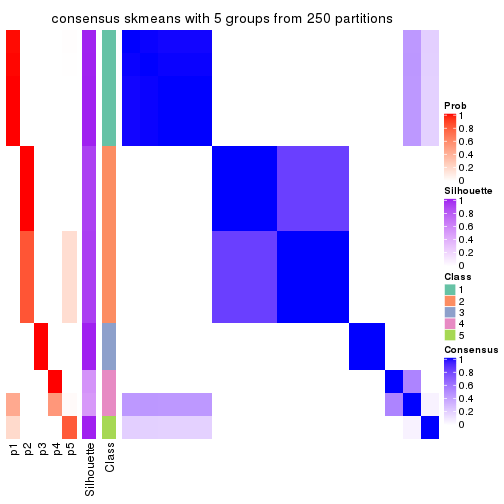 consensus skmeans with 5 groups from 250 partitions
Prob
1
0.8
0.6
0.4
0.2
0
Silhouette
1
0.8
0.6
0.4
0.2
0
Class
1
2
3
4
5
Consensus
1
0.8
0.6
0.4
0.2
0
p1
p2
p3
p4
p5
Silhouette
Class